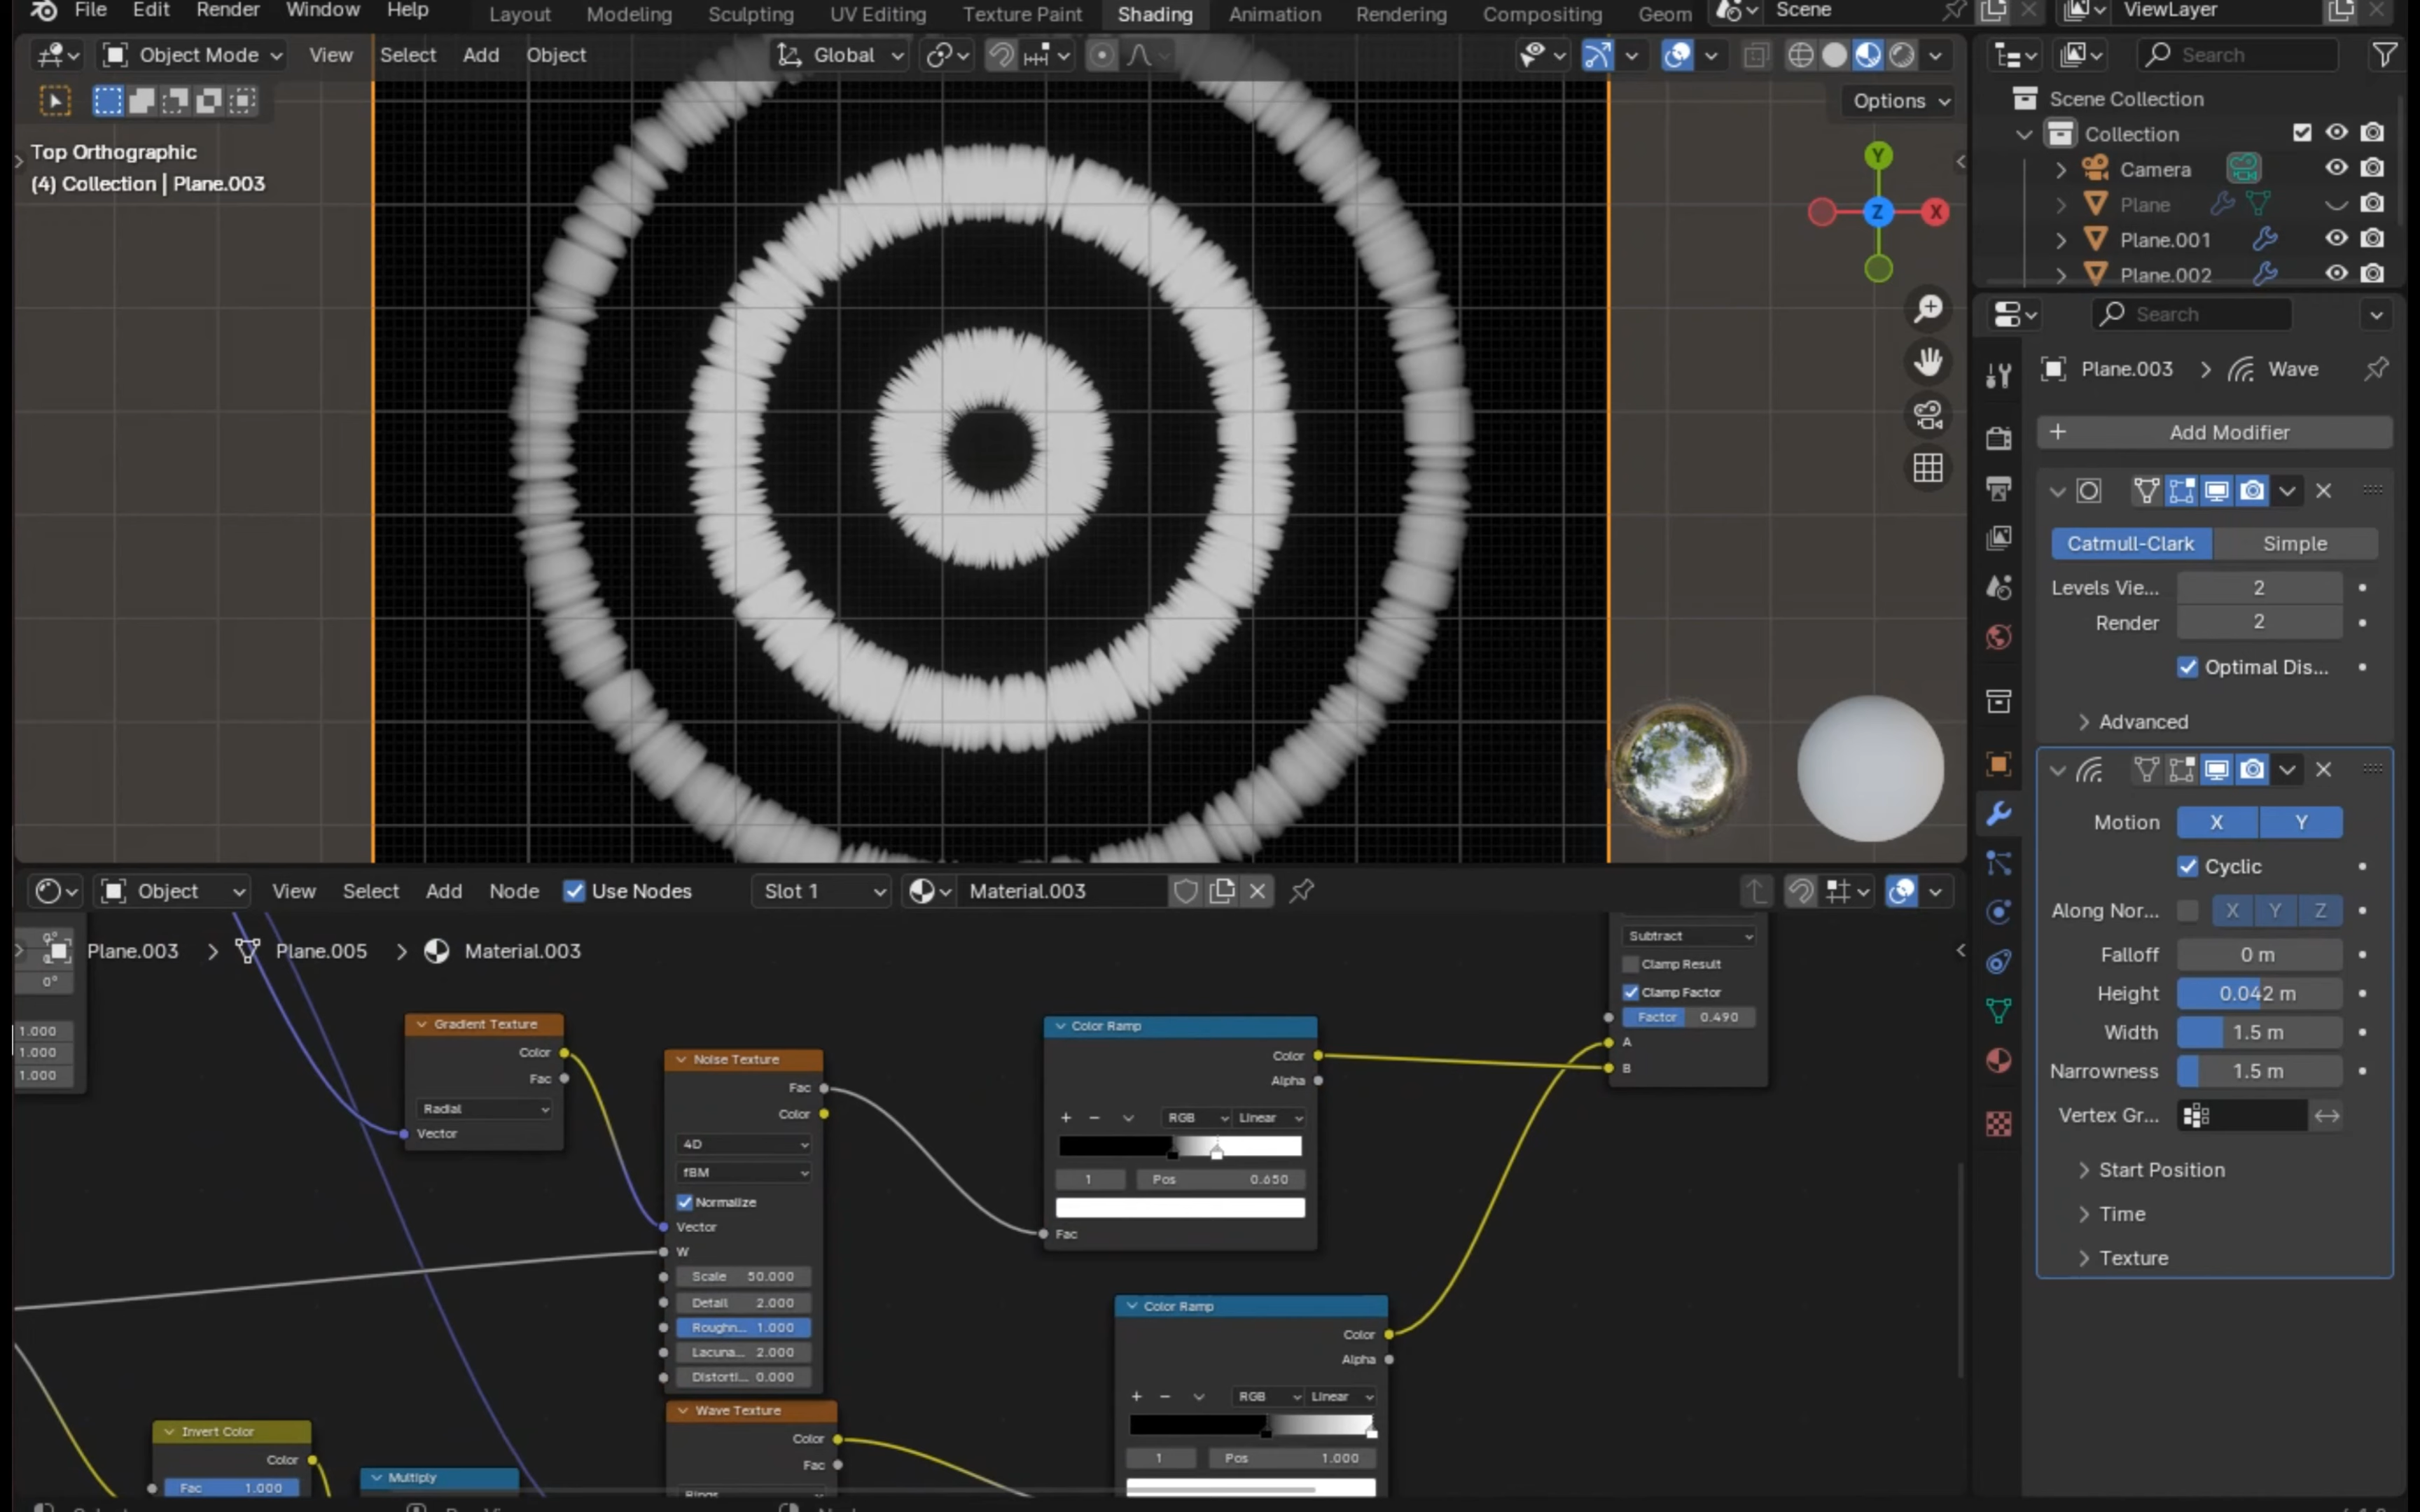 File Edit Render Window Help Layout Modeling Sculpting UV Editing Texture Paint Shading Animation Rendering Compositing Geom Scene ViewLayer
Object Mode View Select Add Object Global Search
Options
Top Orthographic
(4) Collection | Plane.003
Y
Z X
Scene Collection
Collection
Camera
Plane
Plane.001
Plane.002
Search
Plane.003 > Wave
+ Add Modifier
Catmull-Clark Simple
Levels Vie... 2
Render 2
Optimal Dis...
Advanced
Motion X Y
Cyclic
Along Nor... X Y Z
Falloff 0 m
Height 0.042 m
Width 1.5 m
Narrowness 1.5 m
Vertex Gr...
Start Position
Time
Texture
Object View Select Add Node Use Nodes Slot 1 Material.003
Plane.003 > Plane.005 > Material.003
0°
0°
1.000
1.000
1.000
Gradient Texture
Color
Fac
Radial
Vector
Noise Texture
Fac
Color
4D
fBM
Normalize
Vector
W
Scale 50.000
Detail 2.000
Roughn... 1.000
Lacuna... 2.000
Distorti... 0.000
Wave Texture
Color
Fac
Rings
Invert Color
Color
Fac 1.000
Multiply
Color Ramp
Color
Alpha
+ − RGB Linear
1 Pos 0.650
Fac
Color Ramp
Color
Alpha
+ − RGB Linear
1 Pos 1.000
Subtract
Clamp Result
Clamp Factor
Factor 0.490
A
B